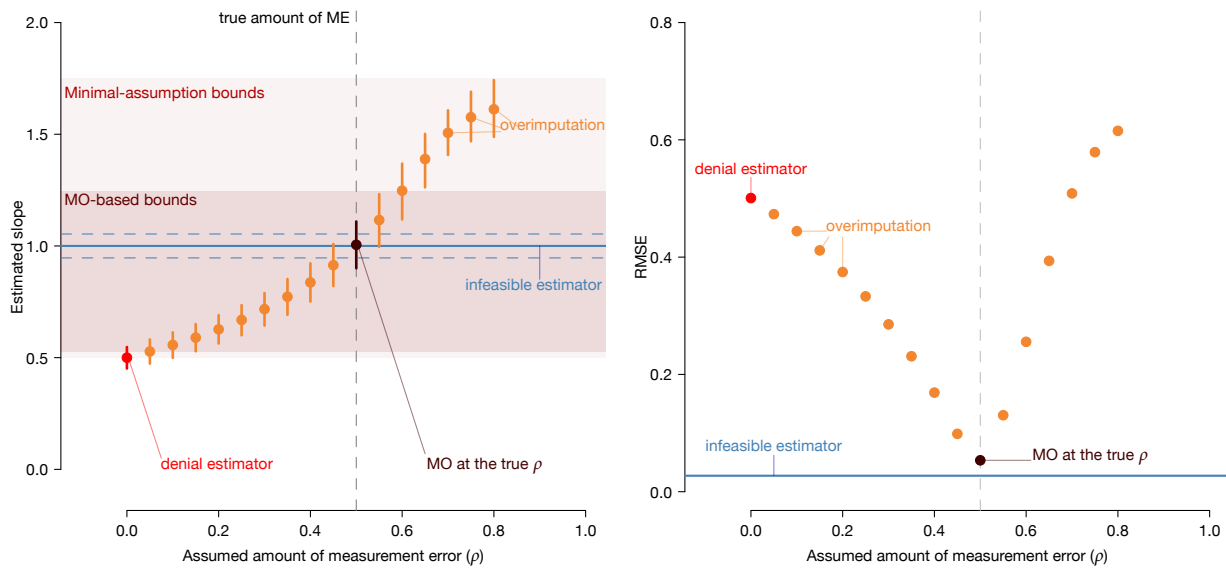 true amount of ME
2.0
Minimal-assumption bounds
overimputation
1.5
MO-based bounds
Estimated slope
1.0
infeasible estimator
0.5
denial estimator
MO at the true ρ
0.0
0.0
0.2
0.4
0.6
0.8
1.0
Assumed amount of measurement error (ρ)
0.8
0.6
denial estimator
overimputation
RMSE
0.4
0.2
infeasible estimator
MO at the true ρ
0.0
0.0
0.2
0.4
0.6
0.8
1.0
Assumed amount of measurement error (ρ)